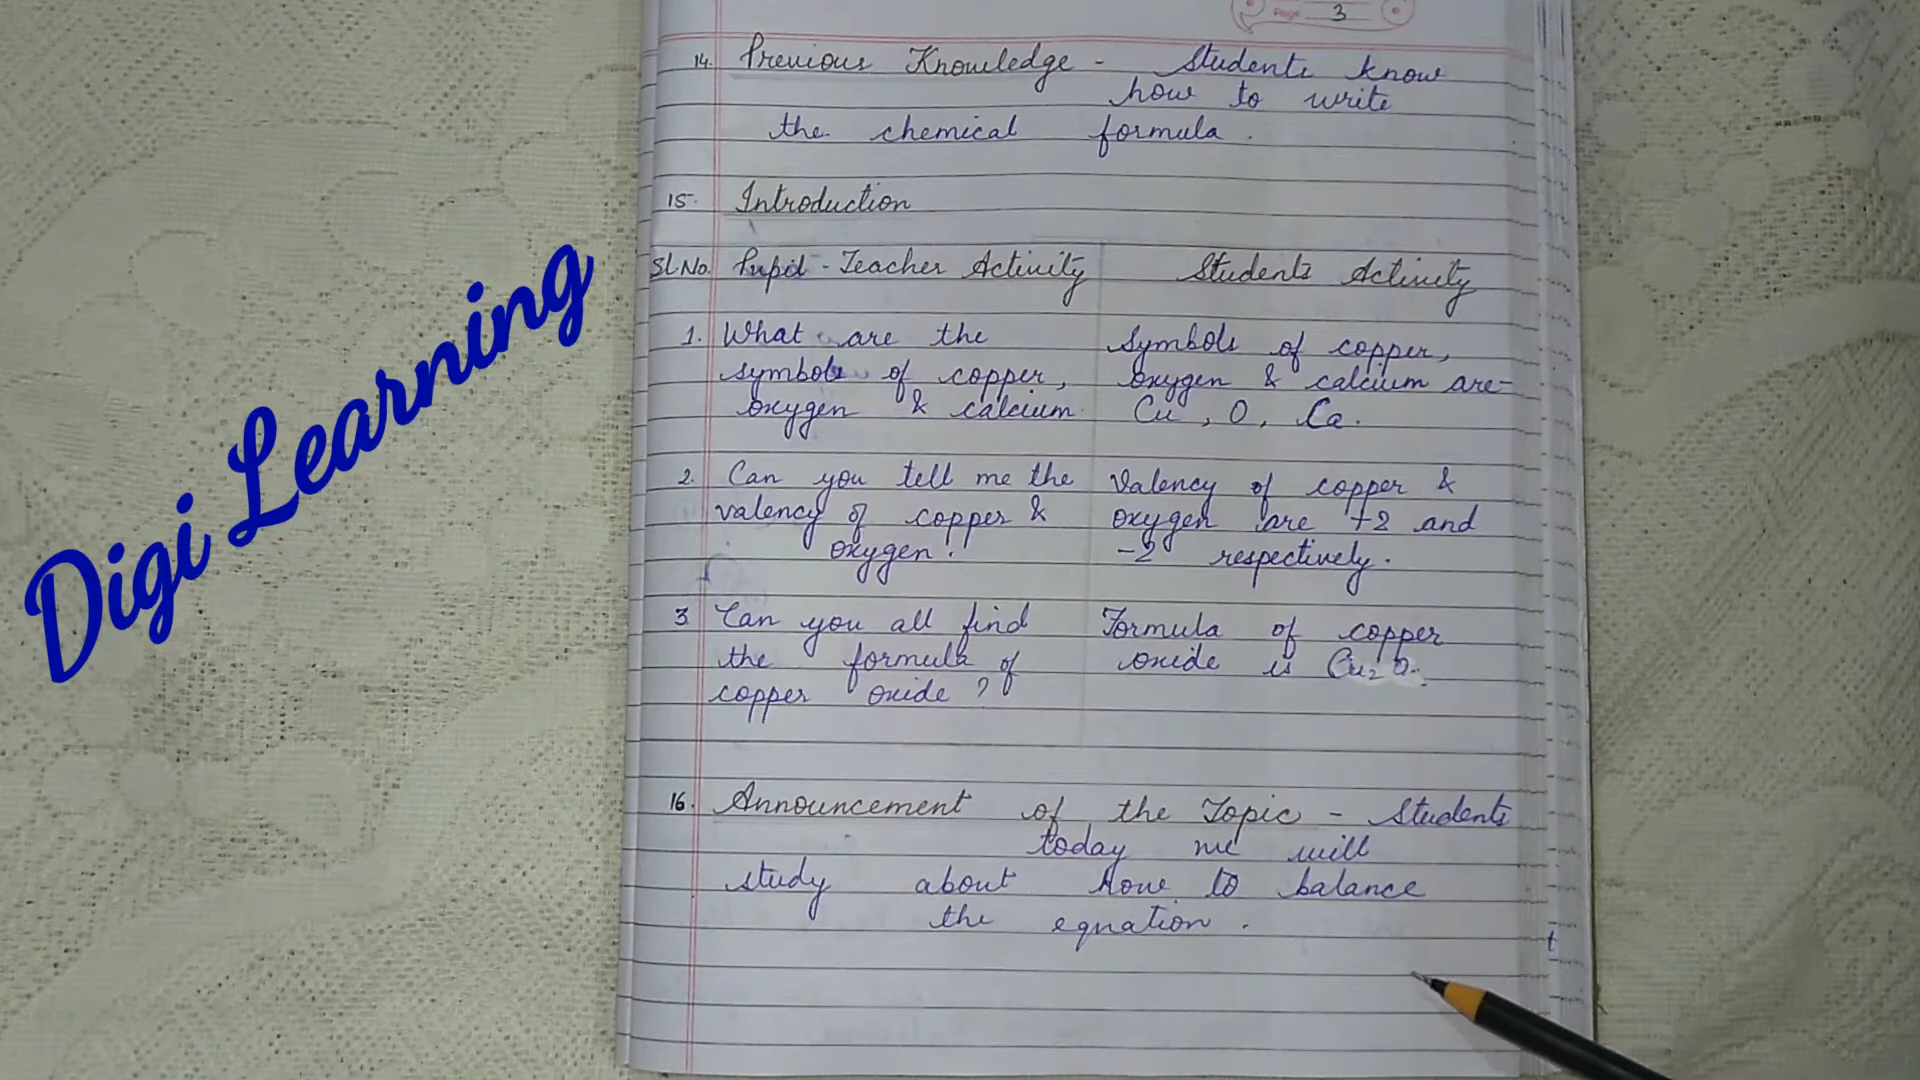 Page 3
14. Previous Knowledge - Students know
how to write
the chemical formula.
15. Introduction
Sl.No. Pupil-Teacher Activity Students Activity
1. What are the
symbols of copper,
oxygen & calcium.
Symbols of copper,
oxygen & calcium are-
Cu, O, Ca.
2. Can you tell me the
valency of copper &
oxygen.
Valency of copper &
oxygen are +2 and
-2 respectively.
3 Can you all find
the formula of
copper oxide ?
Formula of copper
oxide is Cu2O.
16. Announcement of the Topic - Students
today we will
study about how to balance
the equation.
t
Digi Learning